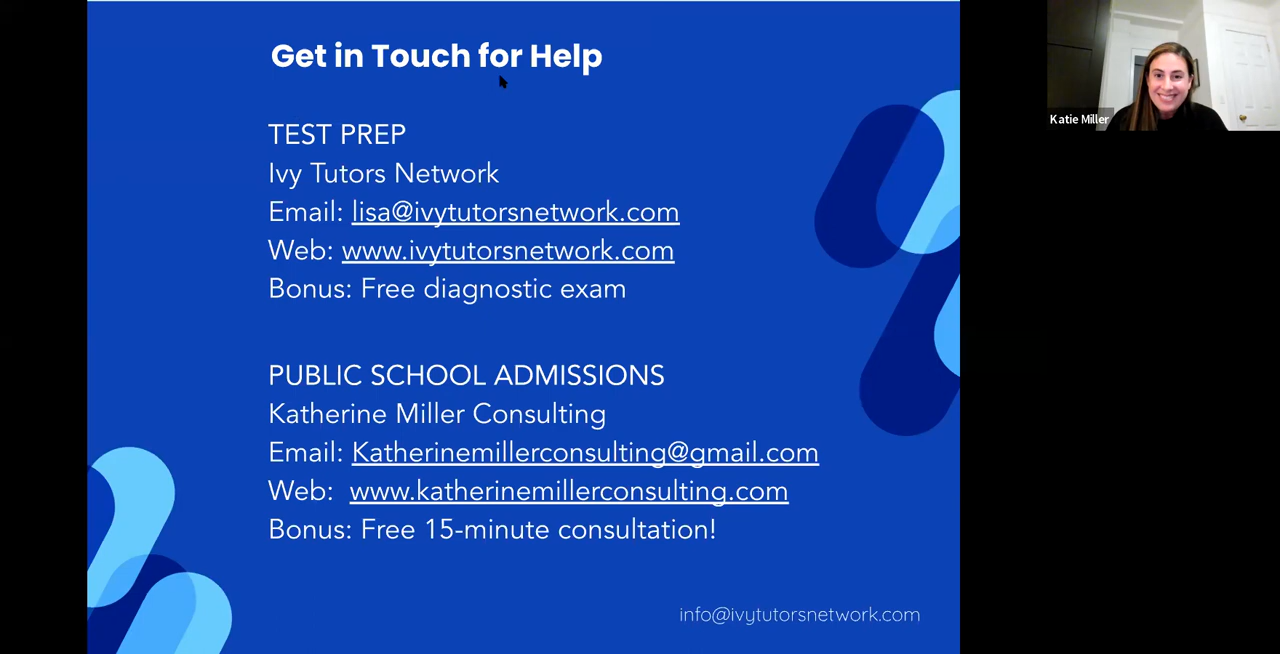 Get in Touch for Help
TEST PREP
Ivy Tutors Network
Email: lisa@ivytutorsnetwork.com
Web: www.ivytutorsnetwork.com
Bonus: Free diagnostic exam
PUBLIC SCHOOL ADMISSIONS
Katherine Miller Consulting
Email: Katherinemillerconsulting@gmail.com
Web: www.katherinemillerconsulting.com
Bonus: Free 15-minute consultation!
info@ivytutorsnetwork.com
Katie Miller